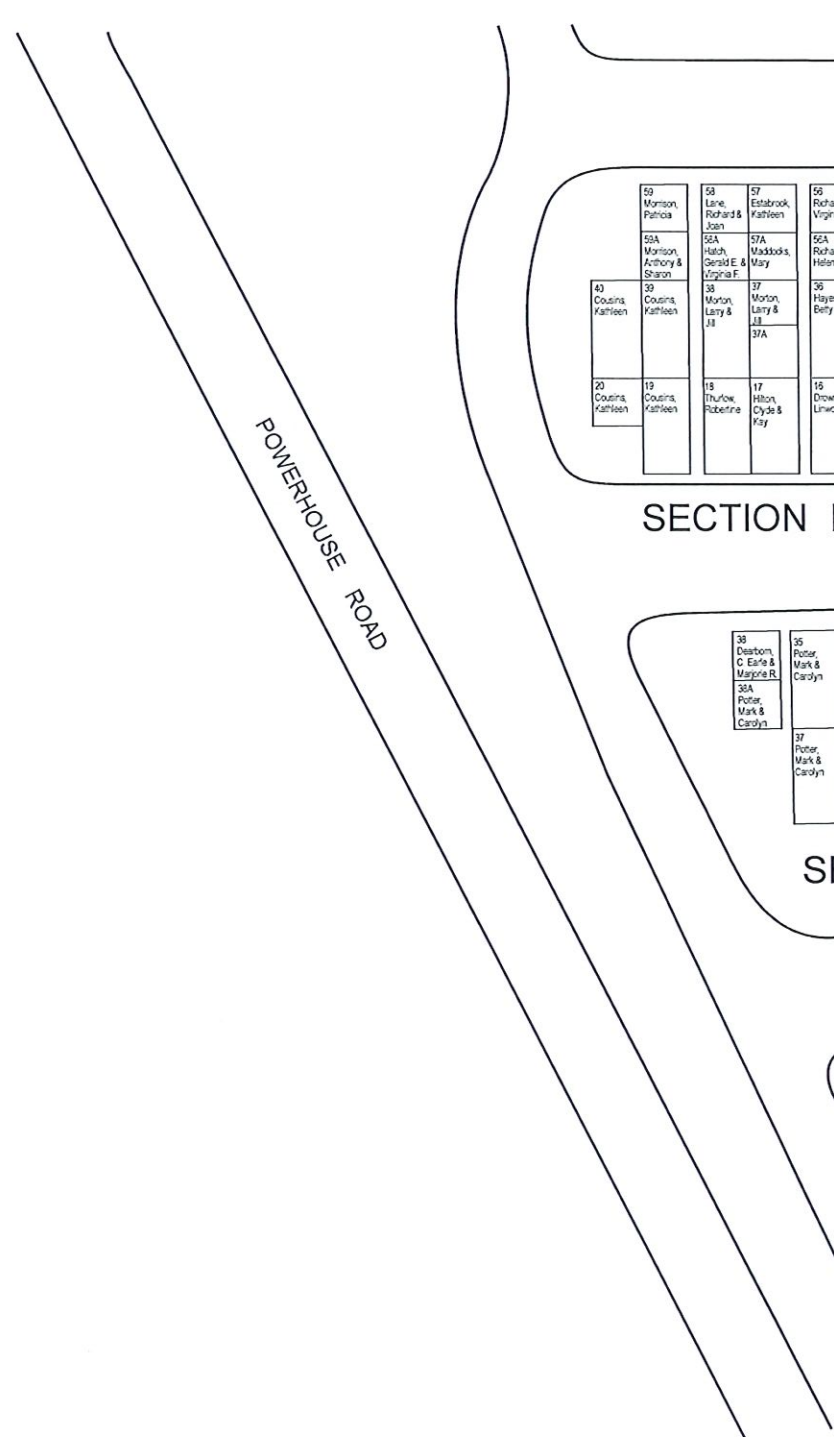 59
Morrison,
Patricia
58
Lane,
Richard &
Joan
57
Estabrook,
Kathleen
56
59A
Morrison,
Anthony &
Sharon
Hatch,
Gerald E. &
Virginia F.
57A
Maddocks,
Mary
56A
40
Cousins,
Kathleen
39
Cousins,
Kathleen
38
Morton,
Larry &
Jill
37
Morton,
Larry &
Jill
37A
36
Betty
20
Cousins,
Kathleen
19
Cousins,
Kathleen
18
Thurlow,
Robertine
17
Hilton,
Clyde &
Kay
16
SECTION
POWERHOUSE ROAD
Dearborn,
C. Earle &
Marjorie R.
Potter,
Mark &
Carolyn
35
Potter,
Mark &
Carolyn
37
Potter,
Mark &
Carolyn